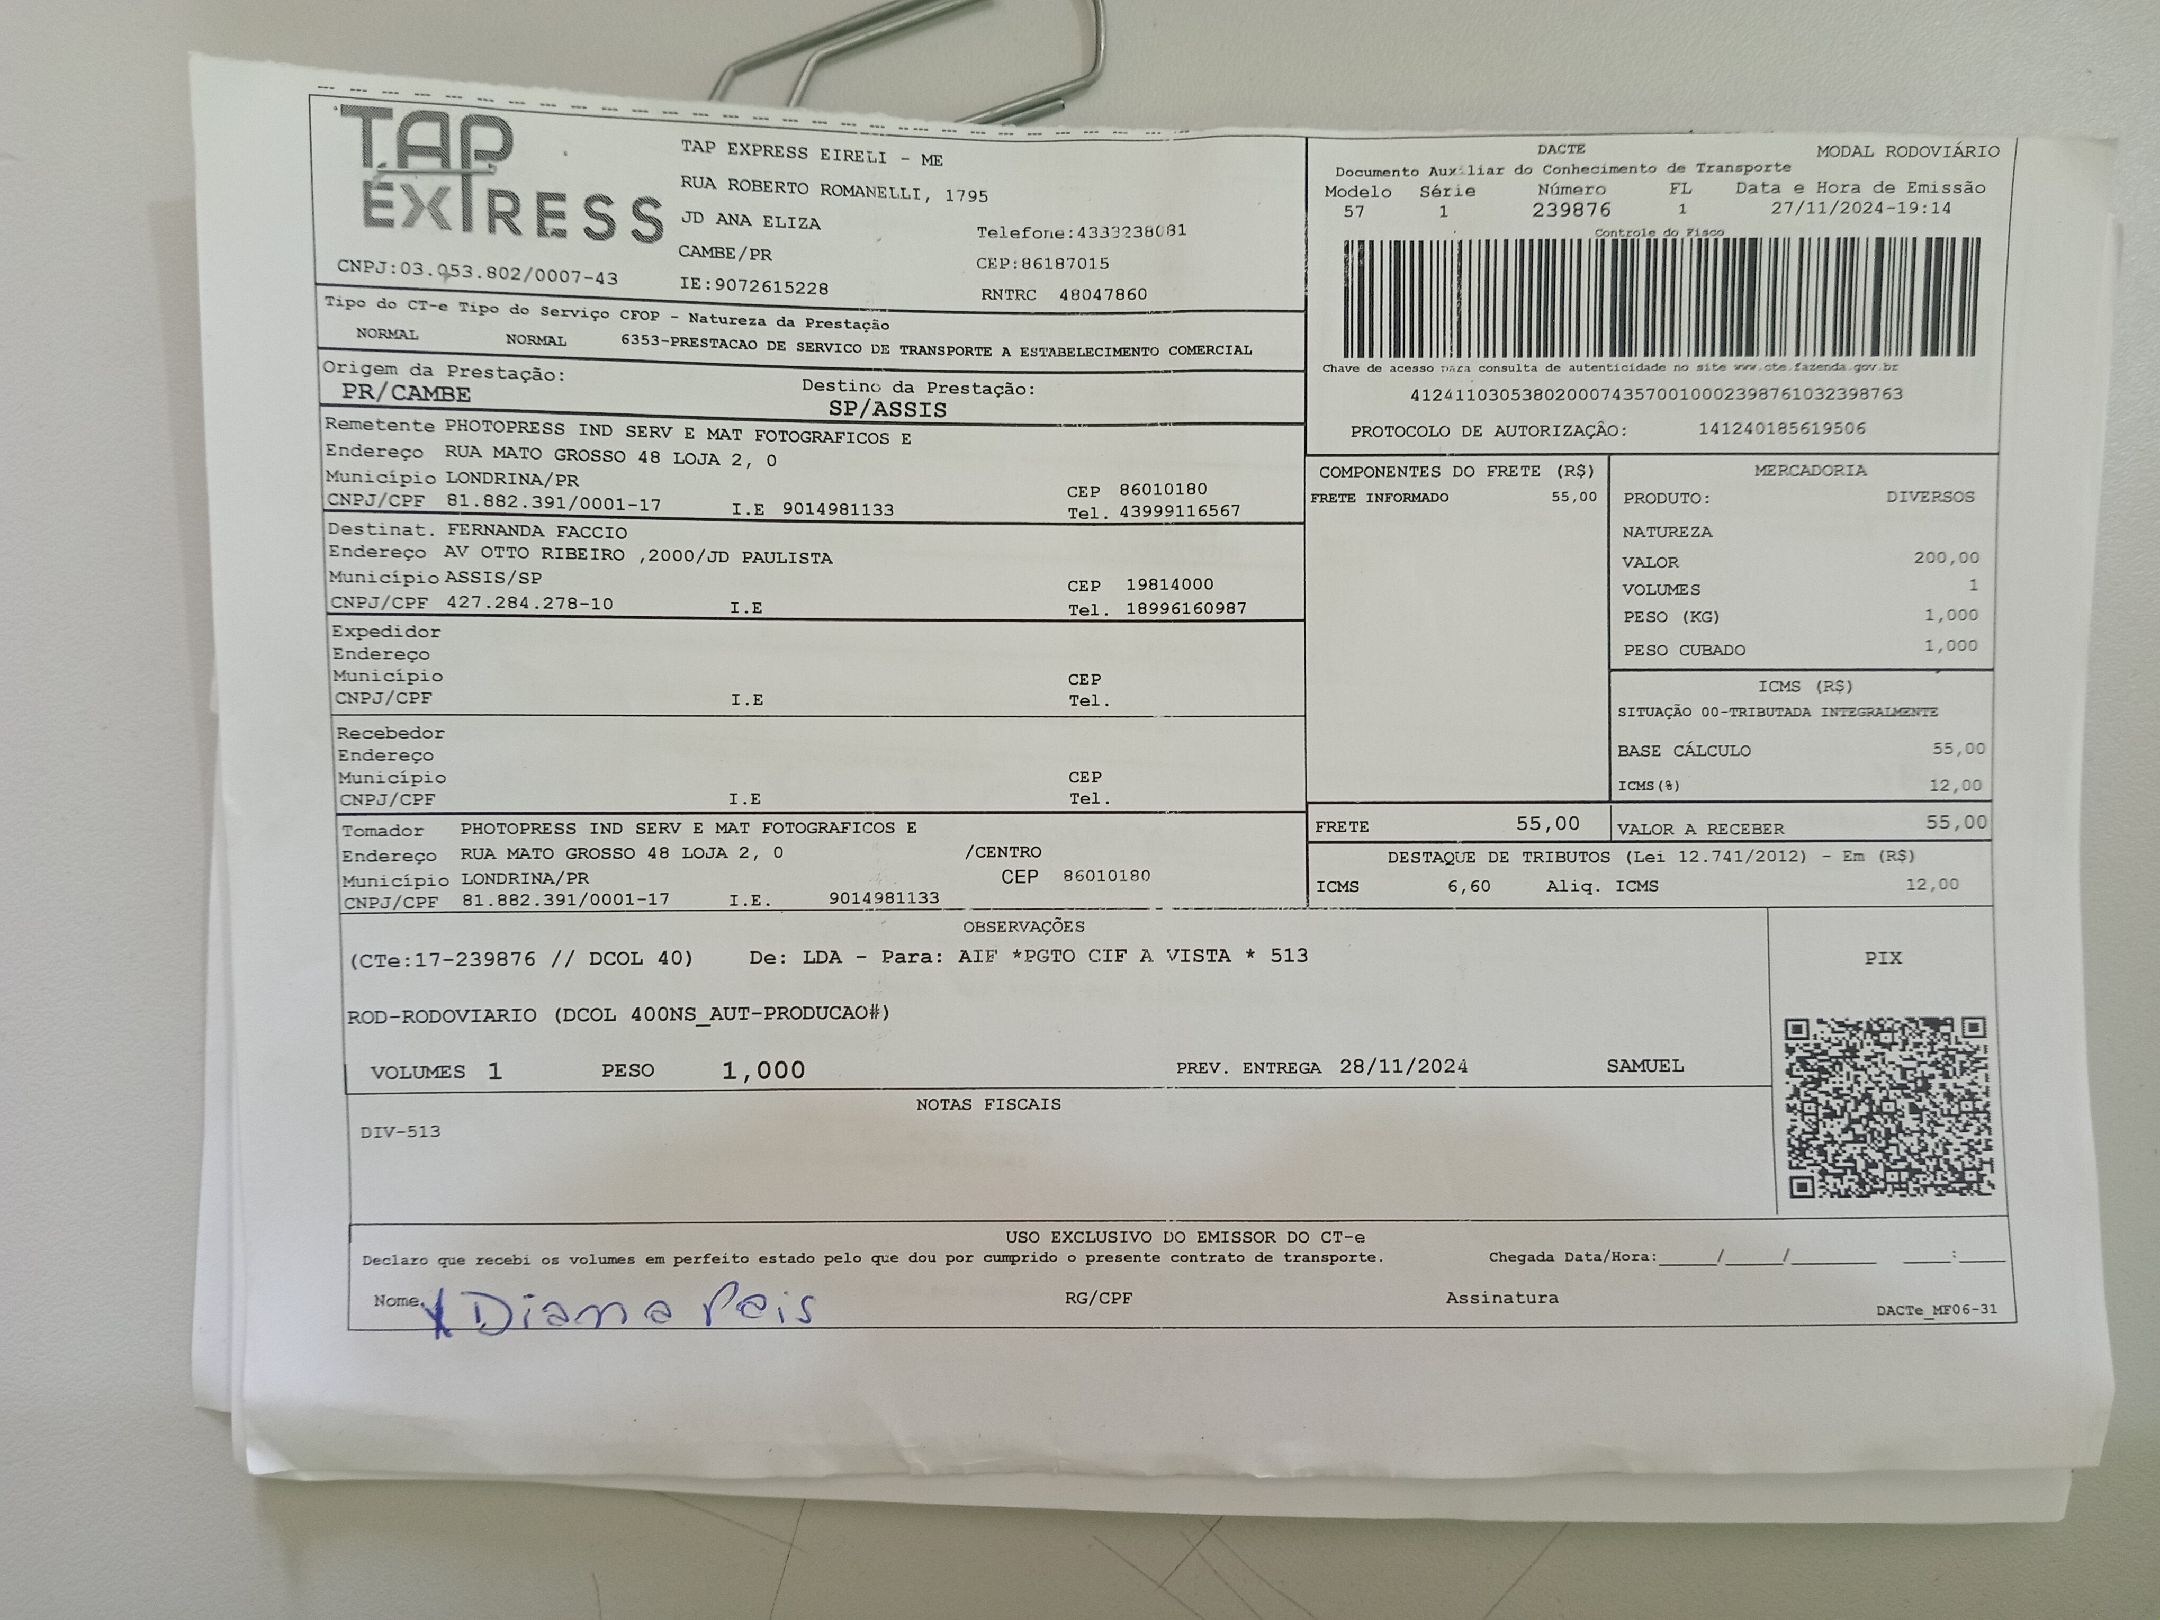 TAP
EXPRESS
TAP EXPRESS EIRELI - ME
RUA ROBERTO ROMANELLI, 1795
JD ANA ELIZA
Telefone:4333238081
CAMBE/PR
CEP:86187015
CNPJ:03.053.802/0007-43
IE:9072615228
RNTRC 48047860
DACTE
MODAL RODOVIÁRIO
Documento Auxiliar do Conhecimento de Transporte
Modelo Série Número FL Data e Hora de Emissão
57 1 239876 1 27/11/2024-19:14
Controle do Fisco
Chave de acesso para consulta de autenticidade no site www.cte.fazenda.gov.br
41241103053802000743570010002398761032398763
PROTOCOLO DE AUTORIZAÇÃO: 141240185619506
Tipo do CT-e Tipo do Serviço CFOP - Natureza da Prestação
NORMAL NORMAL 6353-PRESTACAO DE SERVICO DE TRANSPORTE A ESTABELECIMENTO COMERCIAL
Origem da Prestação: Destino da Prestação:
PR/CAMBE SP/ASSIS
Remetente PHOTOPRESS IND SERV E MAT FOTOGRAFICOS E
Endereço RUA MATO GROSSO 48 LOJA 2, 0
Município LONDRINA/PR CEP 86010180
CNPJ/CPF 81.882.391/0001-17 I.E 9014981133 Tel. 43999116567
Destinat. FERNANDA FACCIO
Endereço AV OTTO RIBEIRO ,2000/JD PAULISTA
Município ASSIS/SP CEP 19814000
CNPJ/CPF 427.284.278-10 I.E Tel. 18996160987
Expedidor
Endereço
Município CEP
CNPJ/CPF I.E Tel.
Recebedor
Endereço
Município CEP
CNPJ/CPF I.E Tel.
Tomador PHOTOPRESS IND SERV E MAT FOTOGRAFICOS E
Endereço RUA MATO GROSSO 48 LOJA 2, 0 /CENTRO
Município LONDRINA/PR CEP 86010180
CNPJ/CPF 81.882.391/0001-17 I.E. 9014981133
COMPONENTES DO FRETE (R$)
FRETE INFORMADO 55,00
MERCADORIA
PRODUTO: DIVERSOS
NATUREZA
VALOR 200,00
VOLUMES 1
PESO (KG) 1,000
PESO CUBADO 1,000
ICMS (R$)
SITUAÇÃO 00-TRIBUTADA INTEGRALMENTE
BASE CÁLCULO 55,00
ICMS(%) 12,00
FRETE 55,00 VALOR A RECEBER 55,00
DESTAQUE DE TRIBUTOS (Lei 12.741/2012) - Em (R$)
ICMS 6,60 Aliq. ICMS 12,00
OBSERVAÇÕES
(CTe:17-239876 // DCOL 40) De: LDA - Para: AIF *PGTO CIF A VISTA * 513
ROD-RODOVIARIO (DCOL 400NS_AUT-PRODUCAO#)
VOLUMES 1 PESO 1,000 PREV. ENTREGA 28/11/2024 SAMUEL
PIX
NOTAS FISCAIS
DIV-513
USO EXCLUSIVO DO EMISSOR DO CT-e
Declaro que recebi os volumes em perfeito estado pelo que dou por cumprido o presente contrato de transporte. Chegada Data/Hora:_____/_____/_______ ____:____
Nome. X Diana Pais RG/CPF Assinatura
DACTe_MF06-31